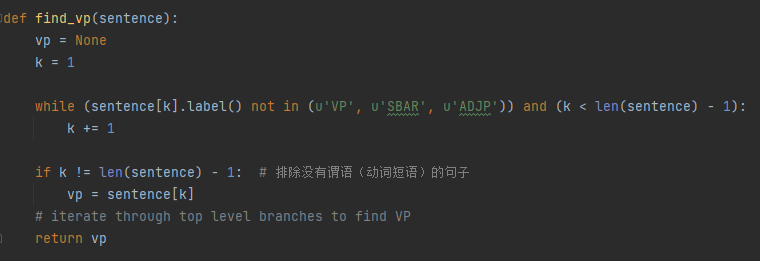 def find_vp(sentence):
    vp = None
    k = 1

    while (sentence[k].label() not in (u'VP', u'SBAR', u'ADJP')) and (k < len(sentence) - 1):
        k += 1

    if k != len(sentence) - 1:  # 排除没有谓语（动词短语）的句子
        vp = sentence[k]
    # iterate through top level branches to find VP
    return vp